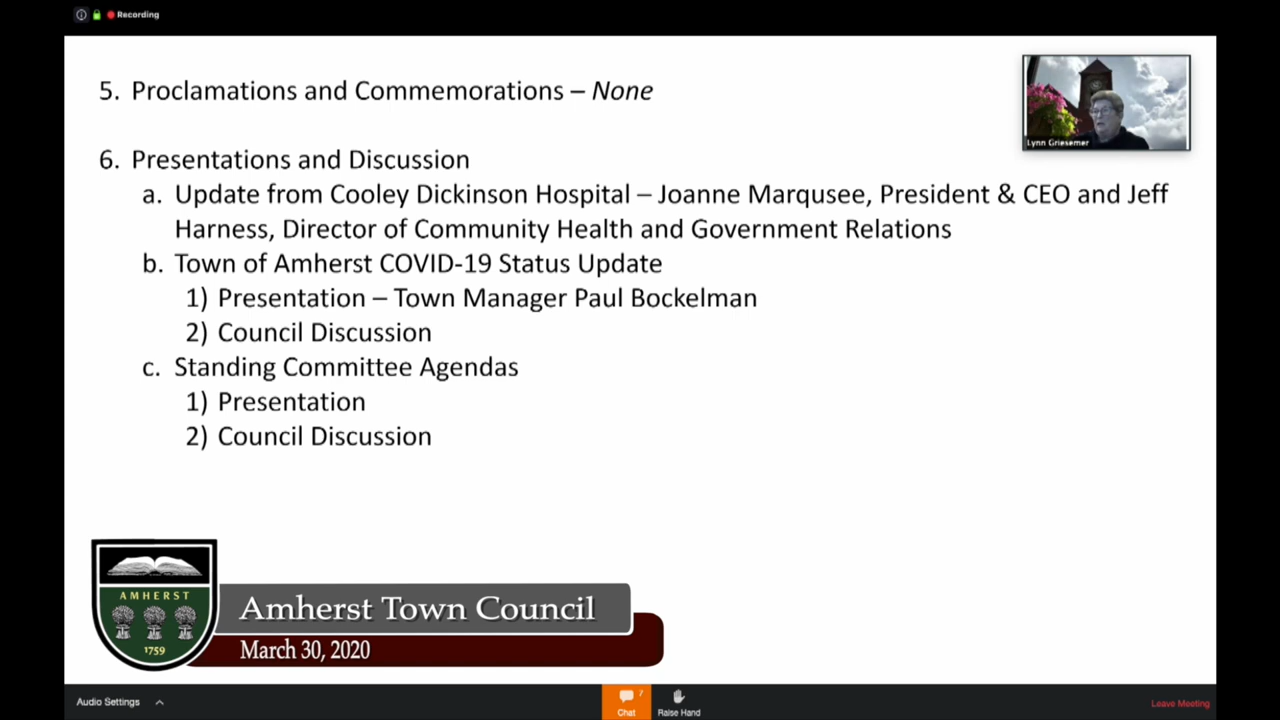 Recording
5. Proclamations and Commemorations – None
6. Presentations and Discussion
a. Update from Cooley Dickinson Hospital – Joanne Marqusee, President & CEO and Jeff
Harness, Director of Community Health and Government Relations
b. Town of Amherst COVID-19 Status Update
1) Presentation – Town Manager Paul Bockelman
2) Council Discussion
c. Standing Committee Agendas
1) Presentation
2) Council Discussion
Lynn Griesemer
AMHERST
1759
Amherst Town Council
March 30, 2020
Audio Settings
7
Chat
Raise Hand
Leave Meeting